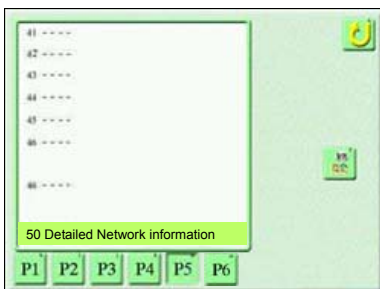 41 - - - -
42 - - - -
43 - - - -
44 - - - -
45 - - - -
46 - - - -
- - - -
50 Detailed Network information
P1 P2 P3 P4 P5 P6